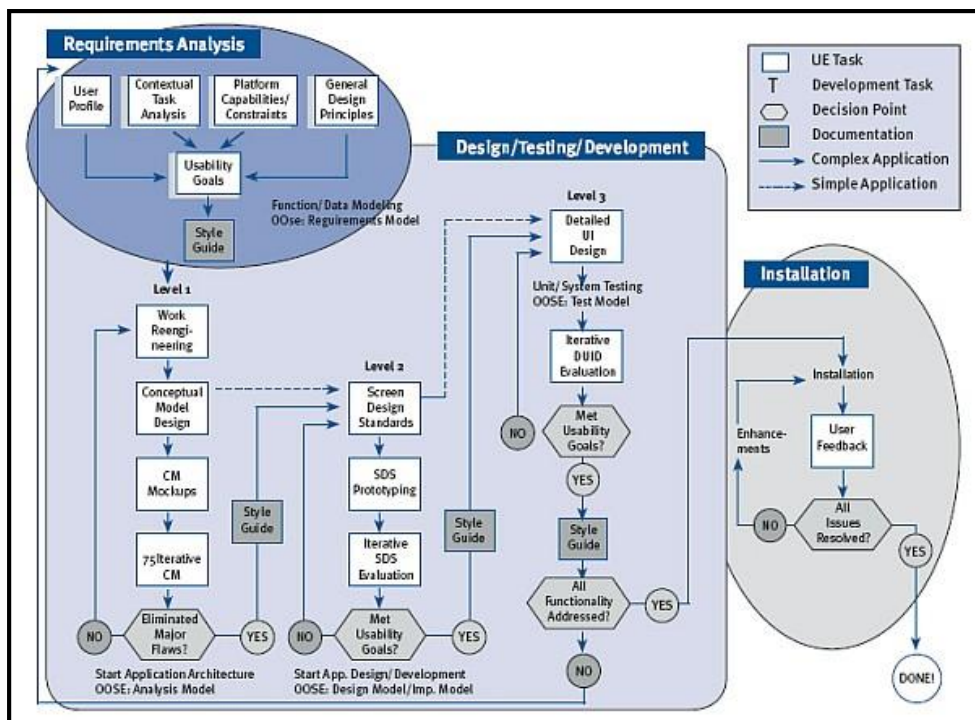 Requirements Analysis
User
Profile
Contextual
Task
Analysis
Platform
Capabilities/
Constraints
General
Design
Principles
Usability
Goals
Style
Guide
Function/Data Modeling
OOse: Reguirements Model
Design/Testing/Development
UE Task
T Development Task
Decision Point
Documentation
Complex Application
Simple Application
Level 1
Work
Reengi-
neering
Conceptual
Model
Design
CM
Mockups
75Iterative
CM
Eliminated
Major
Flaws?
NO
YES
Style
Guide
Start Application Architecture
OOSE: Analysis Model
Level 2
Screen
Design
Standards
SDS
Prototyping
Iterative
SDS
Evaluation
Met
Usability
Goals?
NO
YES
Style
Guide
Start App. Design/Development
OOSE: Design Model/Imp. Model
Level 3
Detailed
UI
Design
Unit/System Testing
OOSE: Test Model
Iterative
DUID
Evaluation
Met
Usability
Goals?
NO
YES
Style
Guide
All
Functionality
Addressed?
YES
NO
Installation
Installation
User
Feedback
Enhance-
ments
All
Issues
Resolved?
NO
YES
DONE!